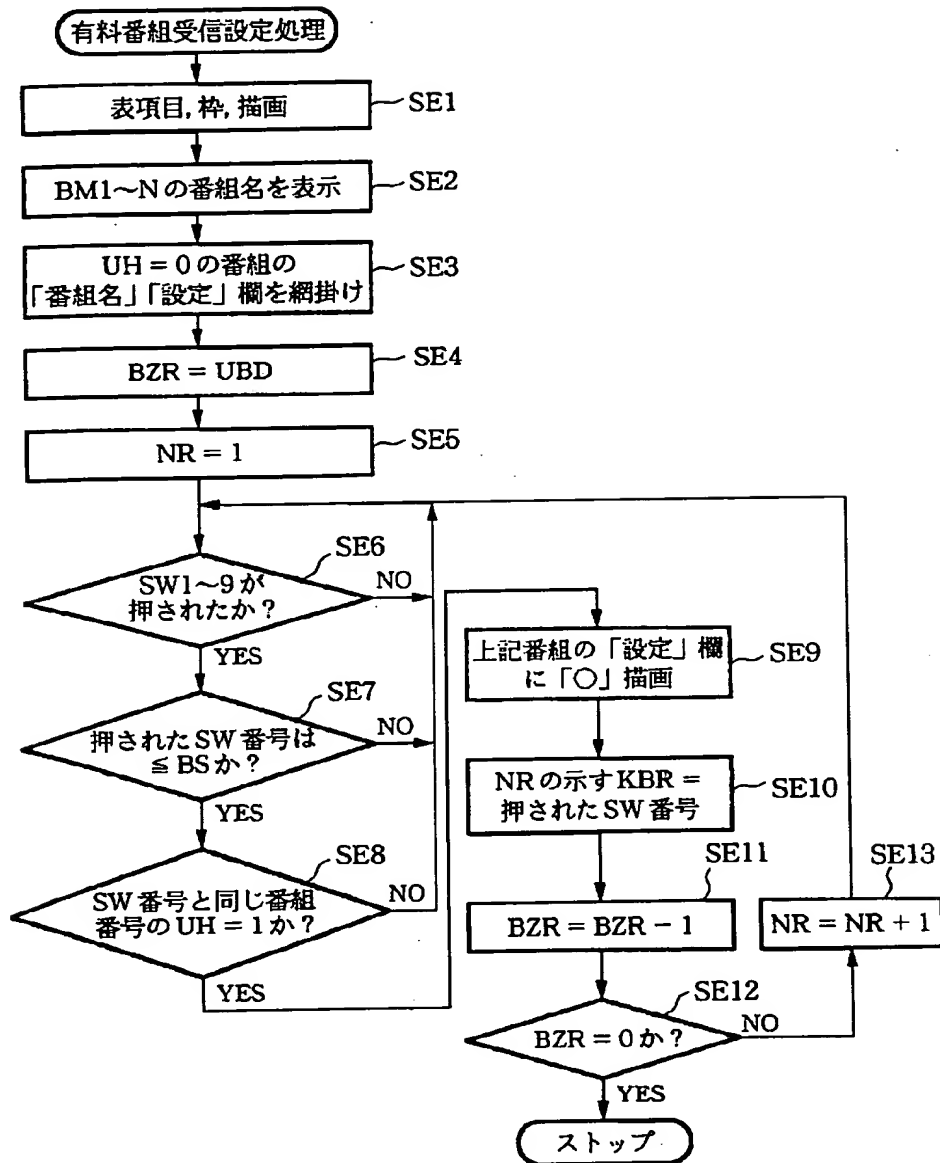 有料番組受信設定処理
表項目,枠,描画
SE1
BM1~Nの番組名を表示
SE2
UH=0の番組の
「番組名」「設定」欄を網掛け
SE3
BZR=UBD
SE4
NR=1
SE5
SW1~9が
押されたか?
SE6
NO
YES
押されたSW番号は
≦BSか?
SE7
NO
YES
SW番号と同じ番組
番号のUH=1か?
SE8
NO
YES
上記番組の「設定」欄
に「○」描画
SE9
NRの示すKBR=
押されたSW番号
SE10
BZR=BZR-1
SE11
BZR=0か?
SE12
NO
YES
NR=NR+1
SE13
ストップ